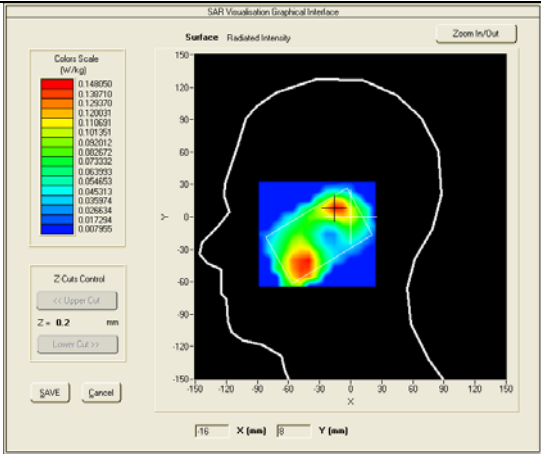 SAR Visualisation Graphical Interface
Surface Radiated Intensity
Zoom In/Out
Colors Scale
(W/kg)
0.148050
0.138710
0.129370
0.120031
0.110691
0.101351
0.092012
0.082672
0.073332
0.063993
0.054653
0.045313
0.035974
0.026634
0.017294
0.007955
Z-Cuts Control
<< Upper Cut
Z = 0.2 mm
Lower Cut >>
SAVE Cancel
150
120
90
60
30
0
-30
-60
-90
-120
-150
Y
-150 -120 -90 -60 -30 0 30 60 90 120 150
X
-16 X (mm) 8 Y (mm)